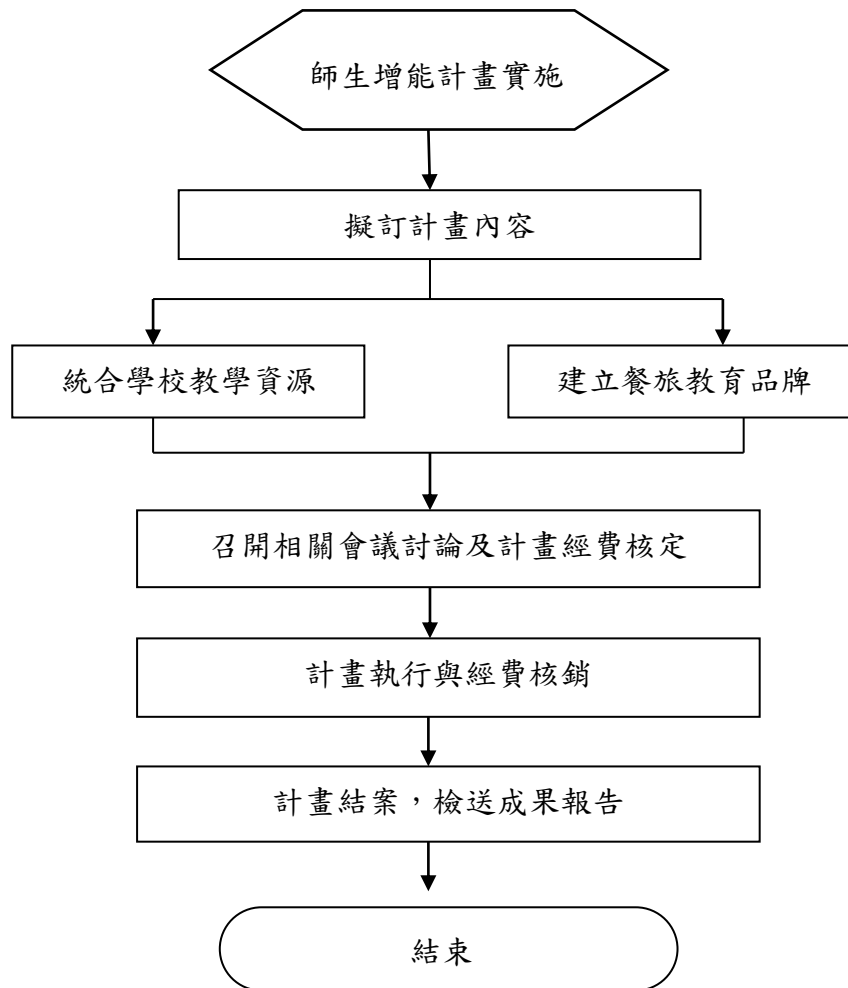 師生增能計畫實施
擬訂計畫內容
統合學校教學資源
建立餐旅教育品牌
召開相關會議討論及計畫經費核定
計畫執行與經費核銷
計畫結案，檢送成果報告
結束